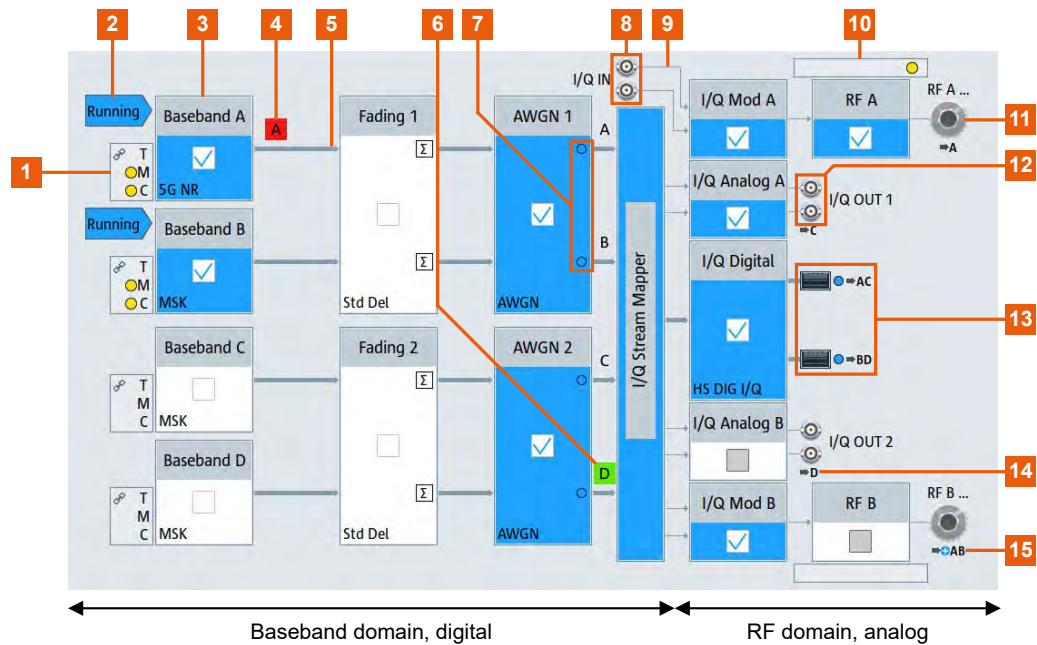 1
2
3
4
5
6
7
8
9
10
11
12
13
14
15
Running
Baseband A
T
M
C
5G NR
A
Running
Baseband B
T
M
C
MSK
Baseband C
T
M
C
MSK
Baseband D
T
M
C
MSK
Fading 1
Σ
Σ
Std Del
Fading 2
Σ
Σ
Std Del
AWGN 1
AWGN
AWGN 2
AWGN
A
B
C
D
I/Q IN
I/Q Stream Mapper
I/Q Mod A
RF A
RF A ...
➡A
I/Q Analog A
I/Q OUT 1
➡C
I/Q Digital
HS DIG I/Q
➡AC
➡BD
I/Q Analog B
I/Q OUT 2
➡D
I/Q Mod B
RF B
RF B ...
➡AB
Baseband domain, digital
RF domain, analog